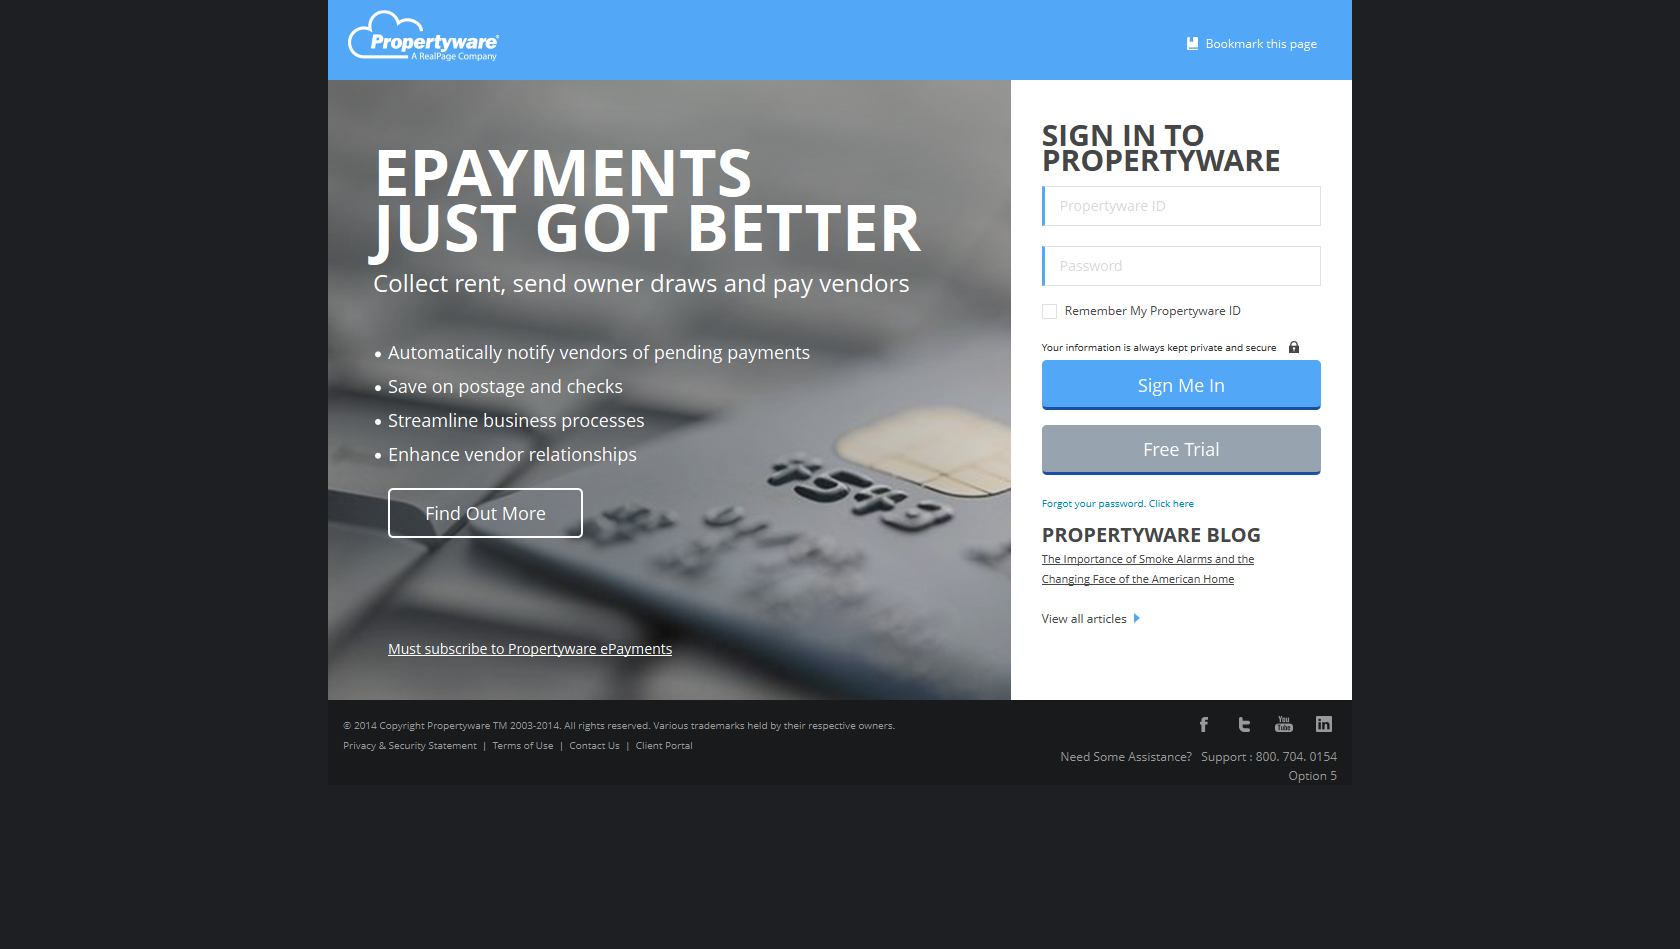 Propertyware®
A RealPage Company
Bookmark this page
EPAYMENTS
JUST GOT BETTER
Collect rent, send owner draws and pay vendors
• Automatically notify vendors of pending payments
• Save on postage and checks
• Streamline business processes
• Enhance vendor relationships
Find Out More
Must subscribe to Propertyware ePayments
SIGN IN TO
PROPERTYWARE
Propertyware ID
Password
Remember My Propertyware ID
Your information is always kept private and secure
Sign Me In
Free Trial
Forgot your password. Click here
PROPERTYWARE BLOG
The Importance of Smoke Alarms and the
Changing Face of the American Home
View all articles
© 2014 Copyright Propertyware TM 2003-2014. All rights reserved. Various trademarks held by their respective owners.
Privacy & Security Statement | Terms of Use | Contact Us | Client Portal
You
Tube
Need Some Assistance? Support : 800. 704. 0154
Option 5